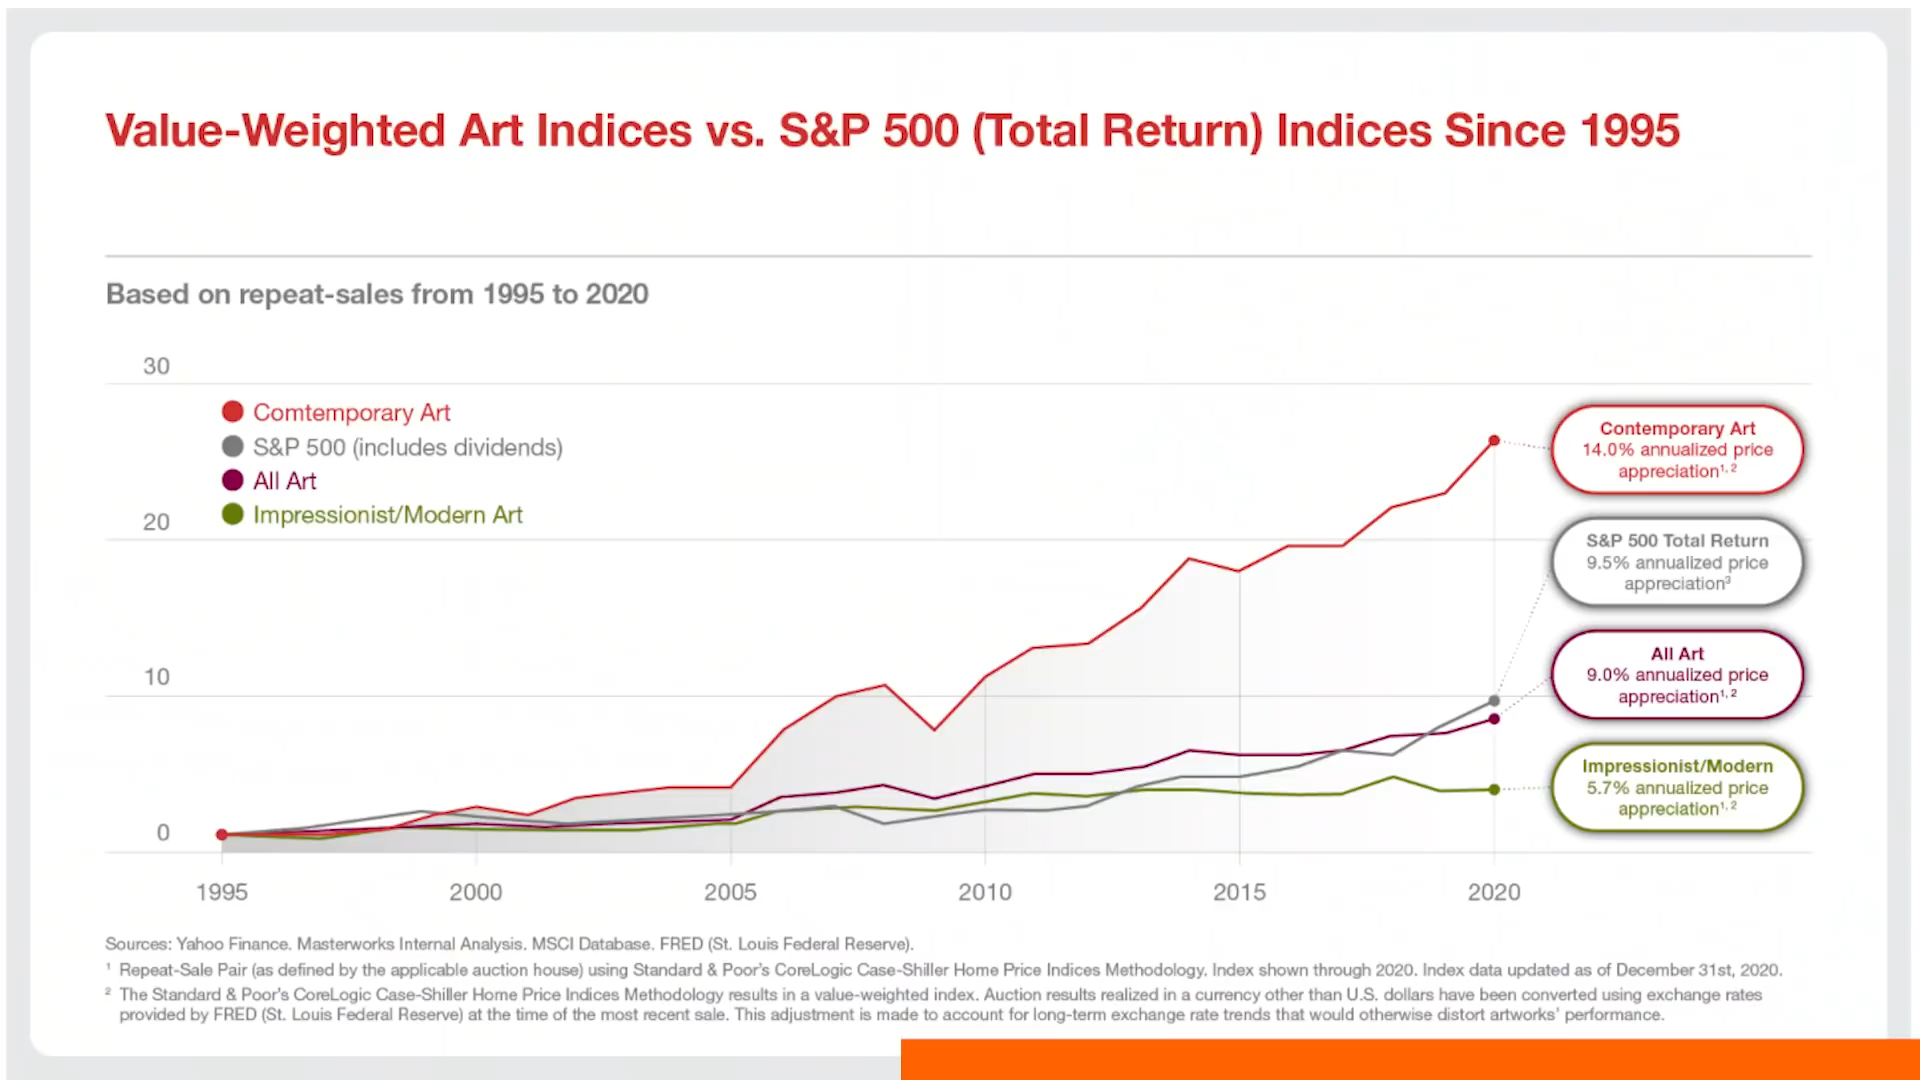 Value-Weighted Art Indices vs. S&P 500 (Total Return) Indices Since 1995
Based on repeat-sales from 1995 to 2020
30
Comtemporary Art
S&P 500 (includes dividends)
All Art
Impressionist/Modern Art
20
10
0
1995
2000
2005
2010
2015
2020
Contemporary Art
14.0% annualized price
appreciation¹,²
S&P 500 Total Return
9.5% annualized price
appreciation³
All Art
9.0% annualized price
appreciation¹,²
Impressionist/Modern
5.7% annualized price
appreciation¹,²
Sources: Yahoo Finance. Masterworks Internal Analysis. MSCI Database. FRED (St. Louis Federal Reserve).
¹ Repeat-Sale Pair (as defined by the applicable auction house) using Standard & Poor's CoreLogic Case-Shiller Home Price Indices Methodology. Index shown through 2020. Index data updated as of December 31st, 2020.
² The Standard & Poor's CoreLogic Case-Shiller Home Price Indices Methodology results in a value-weighted index. Auction results realized in a currency other than U.S. dollars have been converted using exchange rates
provided by FRED (St. Louis Federal Reserve) at the time of the most recent sale. This adjustment is made to account for long-term exchange rate trends that would otherwise distort artworks' performance.